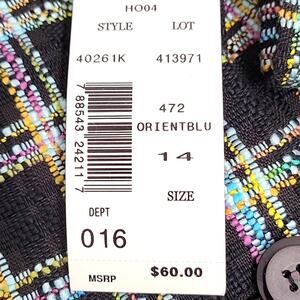 HO04
STYLE LOT
40261K 413971
7 88543 24211 7
472
ORIENTBLU
14
SIZE
DEPT
016
MSRP $60.00